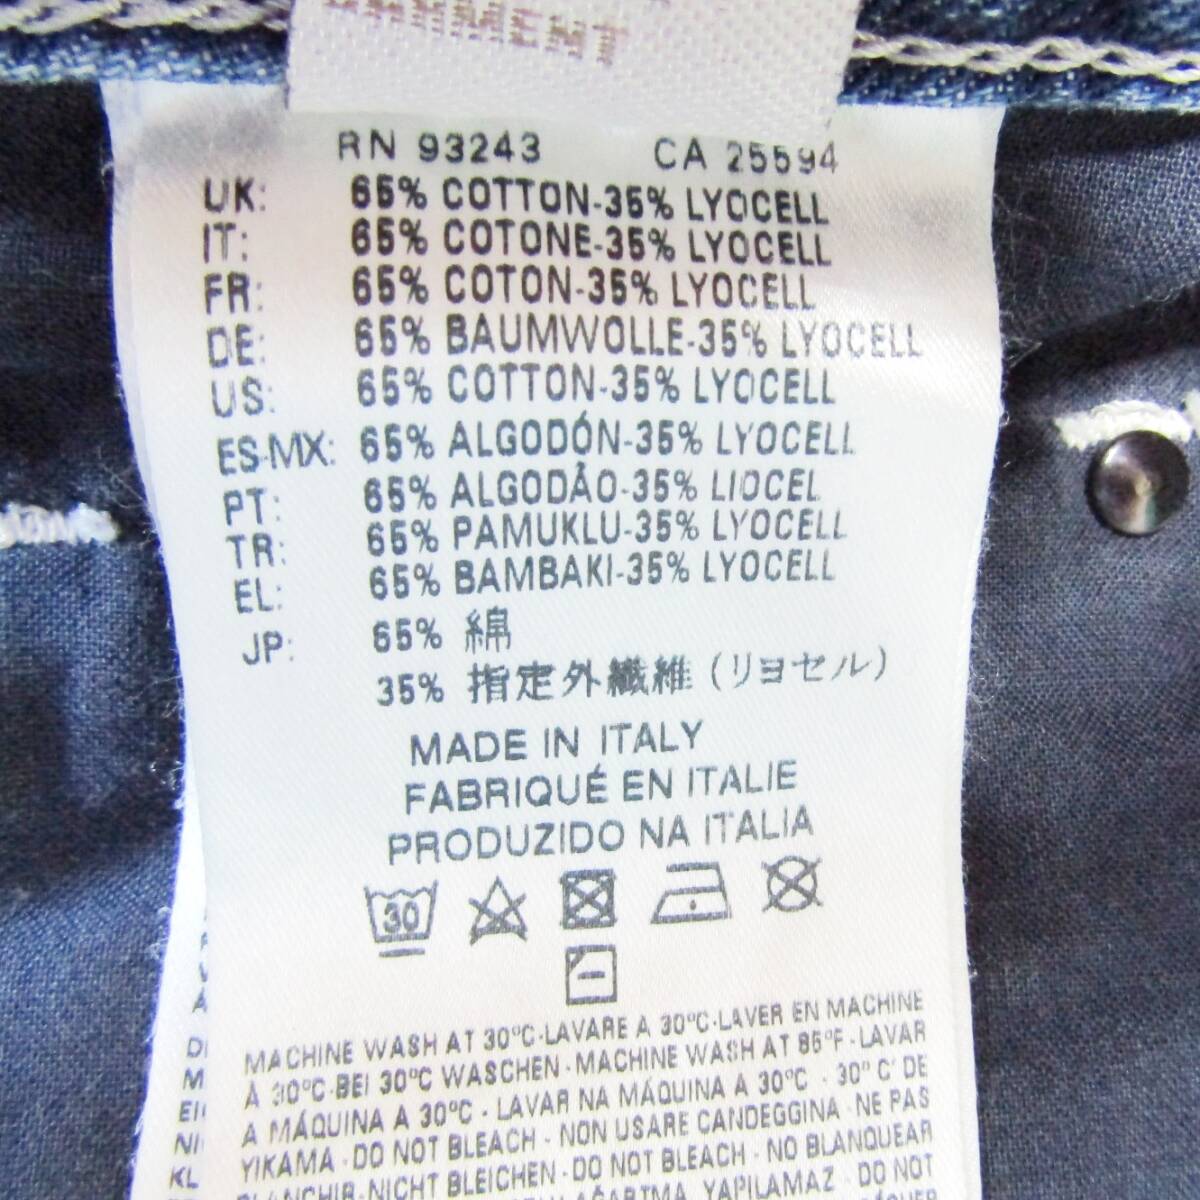 GARMENT
RN 93243 CA 25594
UK: 65% COTTON-35% LYOCELL
IT: 65% COTONE-35% LYOCELL
FR: 65% COTON-35% LYOCELL
DE: 65% BAUMWOLLE-35% LYOCELL
US: 65% COTTON-35% LYOCELL
ES-MX: 65% ALGODÓN-35% LYOCELL
PT: 65% ALGODÃO-35% LIOCEL
TR: 65% PAMUKLU-35% LYOCELL
EL: 65% BAMBAKI-35% LYOCELL
JP: 65% 綿
35% 指定外繊維 (リヨセル)
MADE IN ITALY
FABRIQUÉ EN ITALIE
PRODUZIDO NA ITALIA
30
MACHINE WASH AT 30°C-LAVARE A 30°C-LAVER EN MACHINE
À 30°C-BEI 30°C WASCHEN - MACHINE WASH AT 85°F - LAVAR
A MÁQUINA A 30°C - LAVAR NA MÁQUINA A 30°C - 30° C' DE
YIKAMA - DO NOT BLEACH - NON USARE CANDEGGINA - NE PAS
BLANCHIR-NICHT BLEICHEN-DO NOT BLEACH - NO BLANQUEAR
AĞARTMA YAPILAMAZ - DO NOT